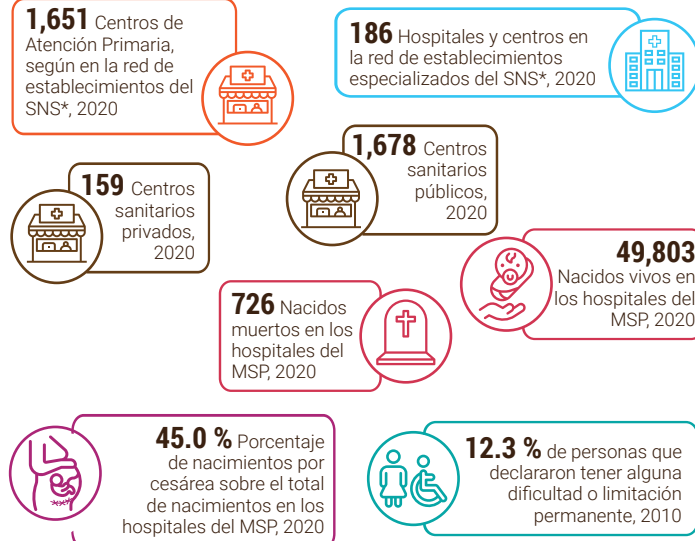 1,651 Centros de
Atención Primaria,
según en la red de
establecimientos del
SNS*, 2020
186 Hospitales y centros en
la red de establecimientos
especializados del SNS*, 2020
159 Centros
sanitarios
privados,
2020
1,678 Centros
sanitarios
públicos,
2020
49,803
Nacidos vivos en
los hospitales del
MSP, 2020
726 Nacidos
muertos en los
hospitales del
MSP, 2020
45.0 % Porcentaje
de nacimientos por
cesárea sobre el total
de nacimientos en los
hospitales del MSP, 2020
12.3 % de personas que
declararon tener alguna
dificultad o limitación
permanente, 2010